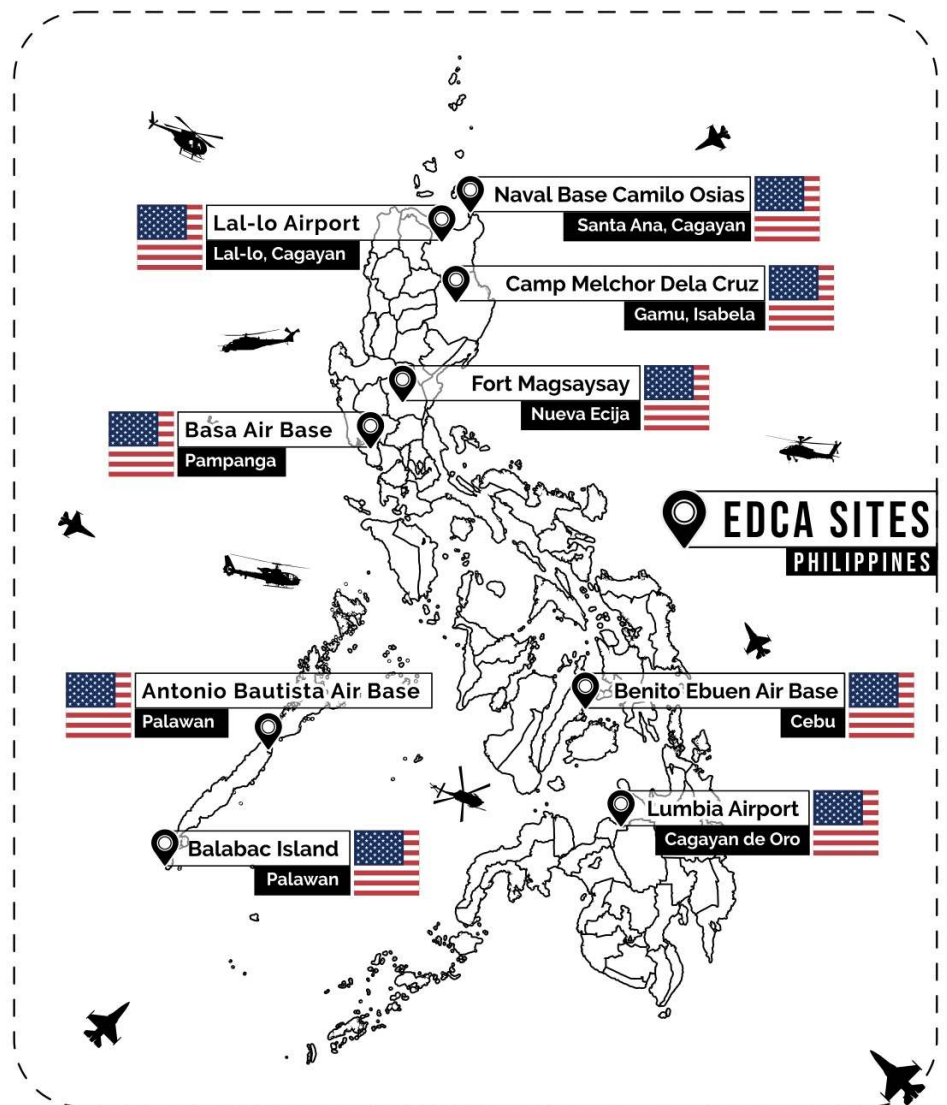 Naval Base Camilo Osias
Santa Ana, Cagayan
Lal-lo Airport
Lal-lo, Cagayan
Camp Melchor Dela Cruz
Gamu, Isabela
Fort Magsaysay
Nueva Ecija
Basa Air Base
Pampanga
EDCA SITES
PHILIPPINES
Antonio Bautista Air Base
Palawan
Benito Ebuen Air Base
Cebu
Lumbia Airport
Cagayan de Oro
Balabac Island
Palawan